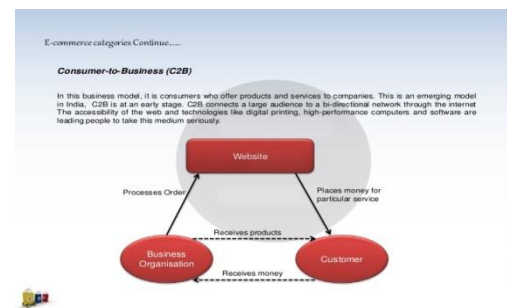 E-commerce categories Continue.....
Consumer-to-Business (C2B)
In this business model, it is consumers who offer products and services to companies. This is an emerging model
in India, C2B is at an early stage. C2B connects a large audience to a bi-directional network through the internet
The accessibility of the web and technologies like digital printing, high-performance computers and software are
leading people to take this medium seriously.
Website
Processes Order
Places money for
particular service
Receives products
Business
Organisation
Customer
Receives money